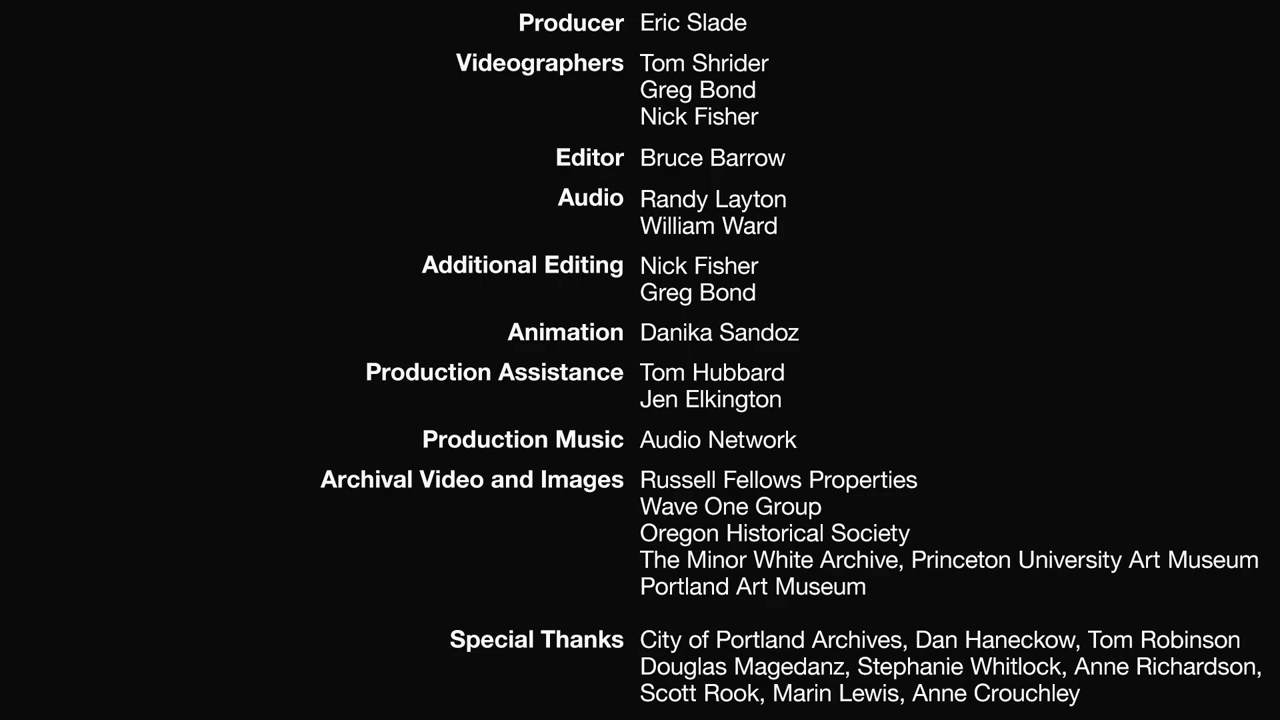 Producer Eric Slade
Videographers Tom Shrider
Greg Bond
Nick Fisher
Editor Bruce Barrow
Audio Randy Layton
William Ward
Additional Editing Nick Fisher
Greg Bond
Animation Danika Sandoz
Production Assistance Tom Hubbard
Jen Elkington
Production Music Audio Network
Archival Video and Images Russell Fellows Properties
Wave One Group
Oregon Historical Society
The Minor White Archive, Princeton University Art Museum
Portland Art Museum
Special Thanks City of Portland Archives, Dan Haneckow, Tom Robinson
Douglas Magedanz, Stephanie Whitlock, Anne Richardson,
Scott Rook, Marin Lewis, Anne Crouchley